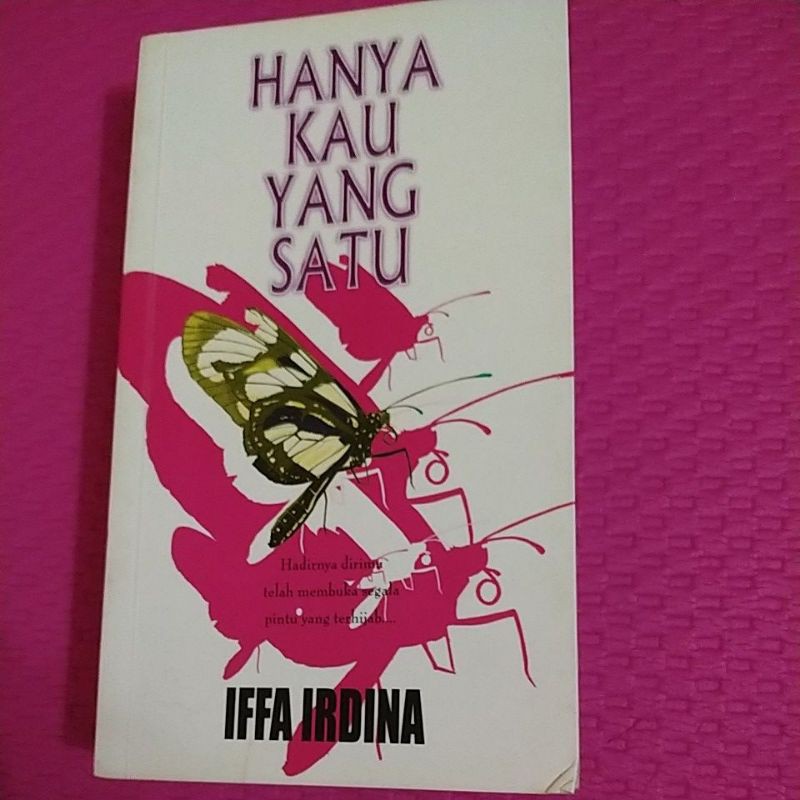 HANYA
KAU
YANG
SATU
Hadirnya dirimu
telah membuka segala
pintu yang terhijab....
IFFA IRDINA